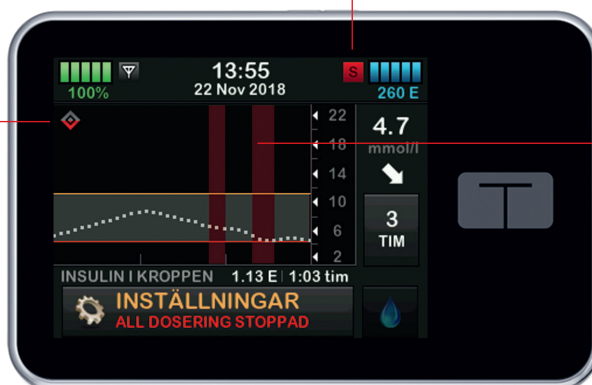 13:55
S
100%
22 Nov 2018
260 E
22
18
14
10
6
2
4.7
mmol/l
3
TIM
INSULIN I KROPPEN 1.13 E | 1:03 tim
INSTÄLLNINGAR
ALL DOSERING STOPPAD
T